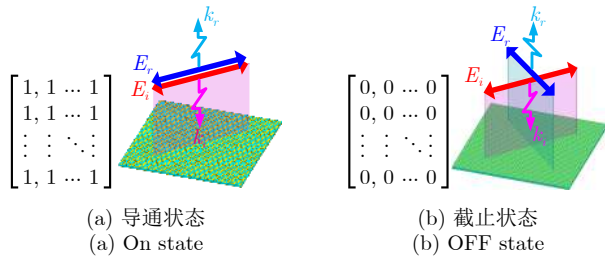 k_r
k_r
E_r
E_i
E_r
E_i
1, 1 ... 1
1, 1 ... 1
⋮ ⋮ ⋱ ⋮
1, 1 ... 1
0, 0 ... 0
0, 0 ... 0
⋮ ⋮ ⋱ ⋮
0, 0 ... 0
k_i
(a) 导通状态
(a) On state
(b) 截止状态
(b) OFF state